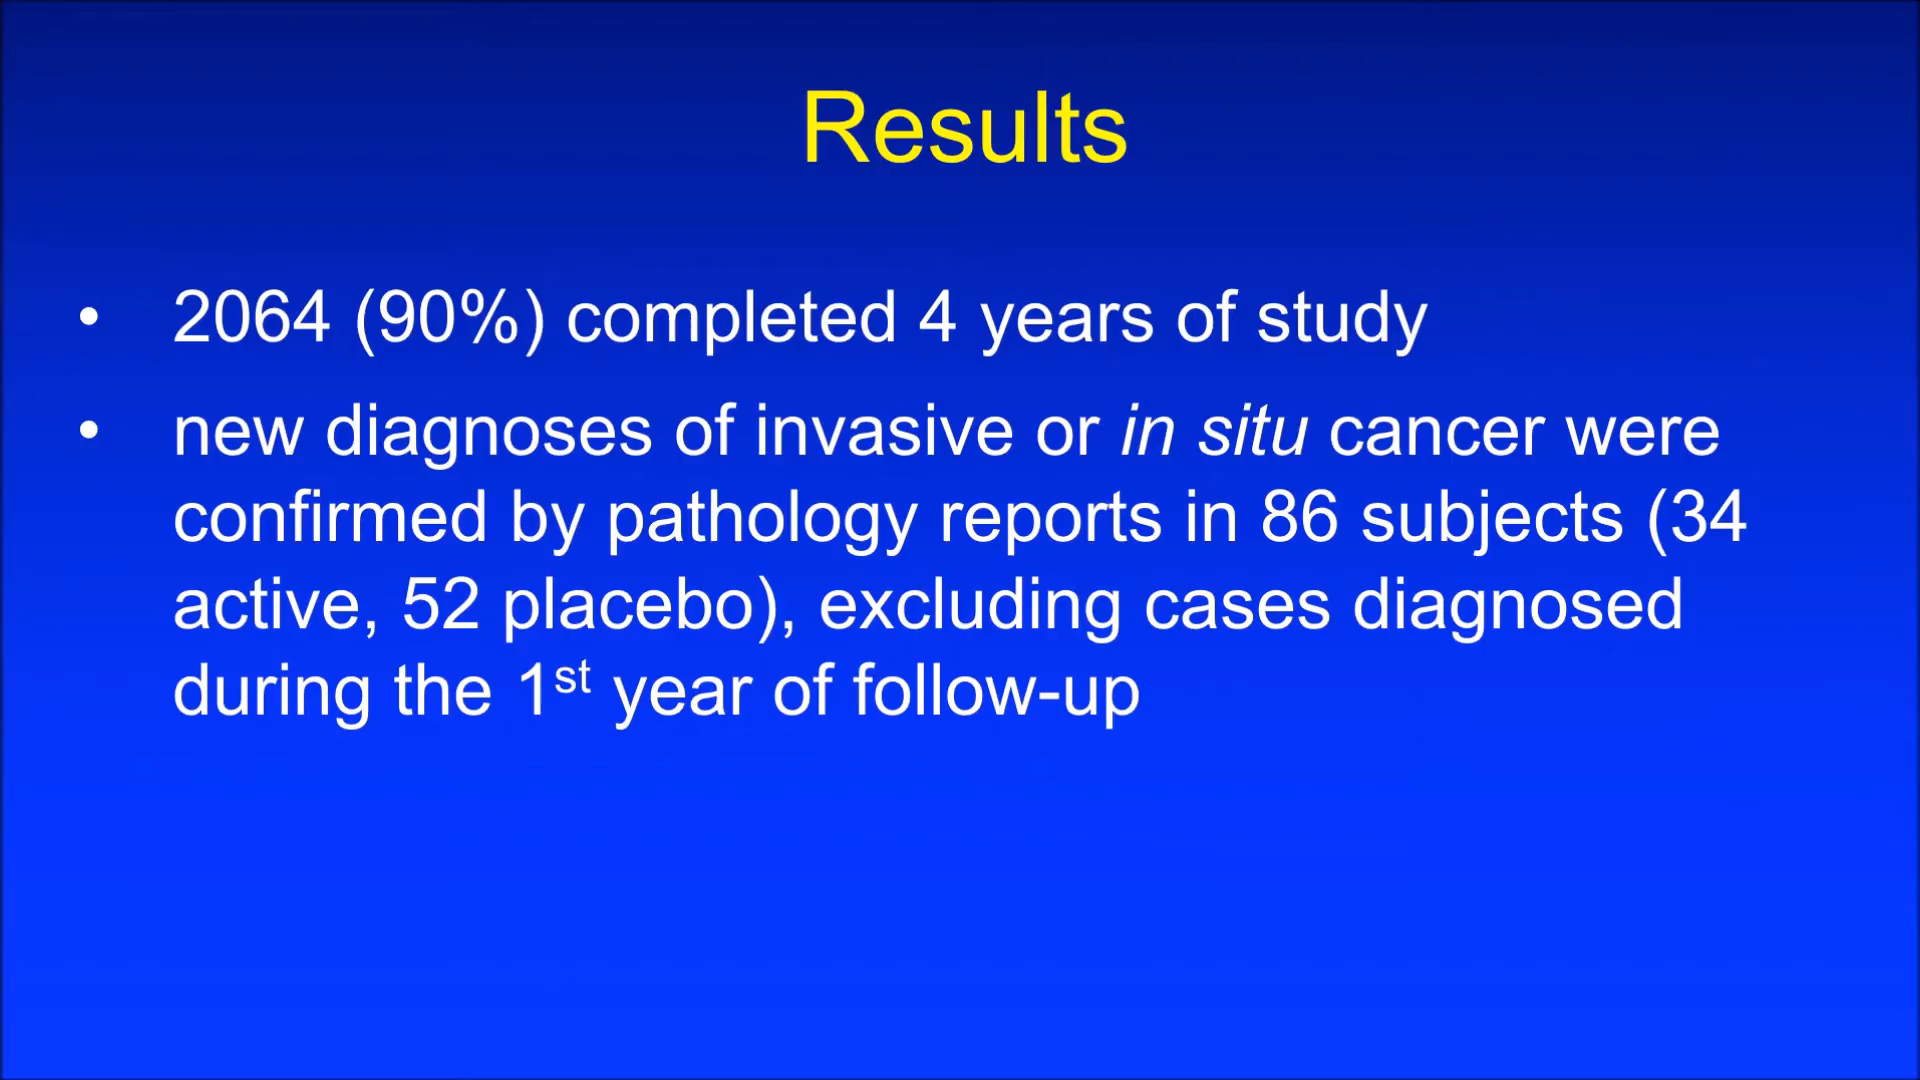 Results
• 2064 (90%) completed 4 years of study
• new diagnoses of invasive or in situ cancer were
confirmed by pathology reports in 86 subjects (34
active, 52 placebo), excluding cases diagnosed
during the 1st year of follow-up